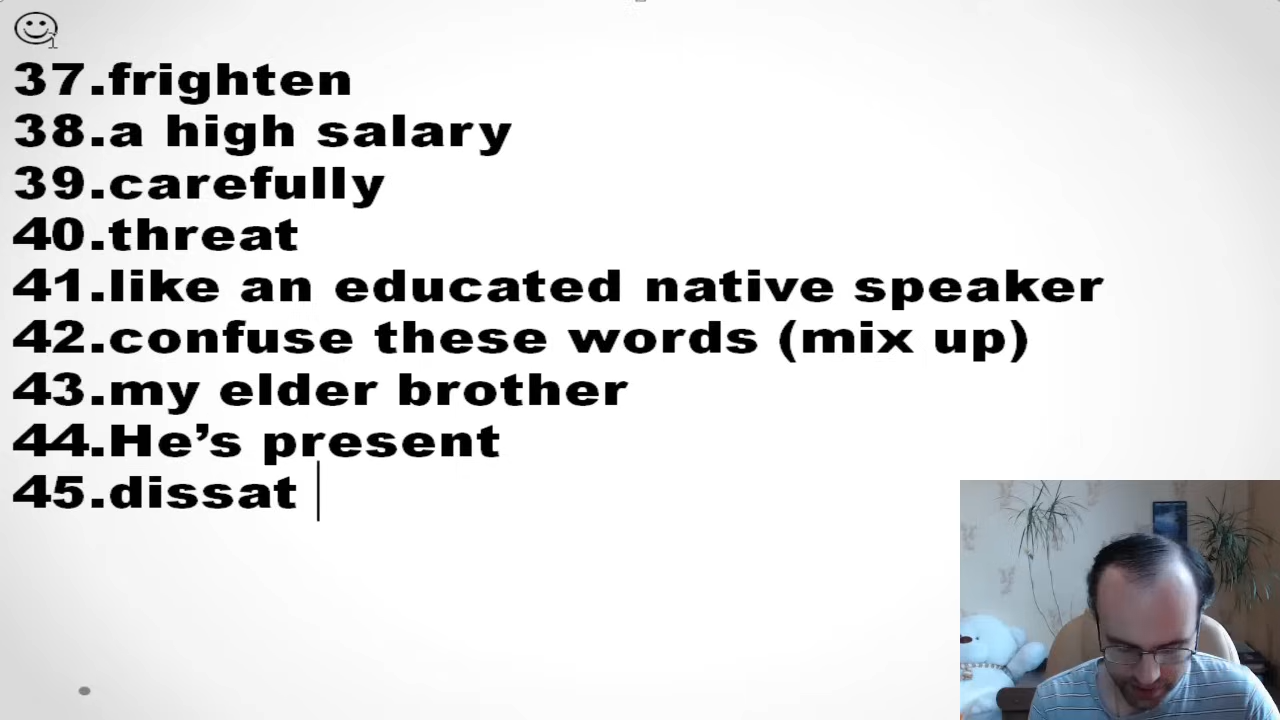 37.frighten
38.a high salary
39.carefully
40.threat
41.like an educated native speaker
42.confuse these words (mix up)
43.my elder brother
44.He’s present
45.dissat